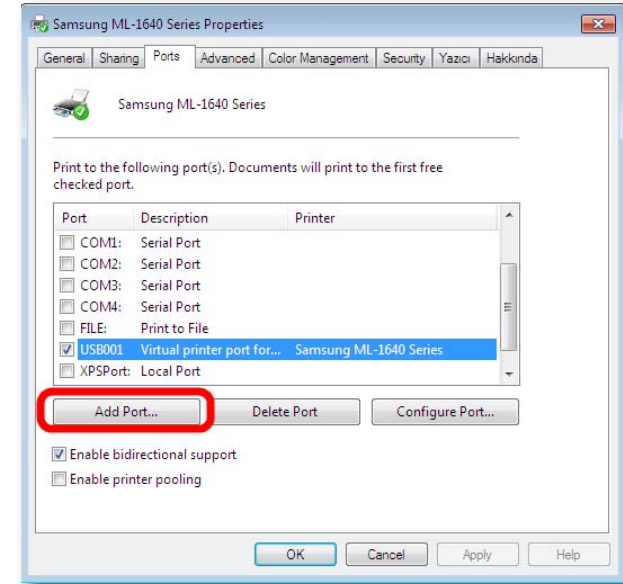 Samsung ML-1640 Series Properties
General Sharing Ports Advanced Color Management Security Yazıcı Hakkında
Samsung ML-1640 Series
Print to the following port(s). Documents will print to the first free
checked port.
Port Description Printer
COM1: Serial Port
COM2: Serial Port
COM3: Serial Port
COM4: Serial Port
FILE: Print to File
USB001 Virtual printer port for... Samsung ML-1640 Series
XPSPort: Local Port
Add Port... Delete Port Configure Port...
Enable bidirectional support
Enable printer pooling
OK Cancel Apply Help